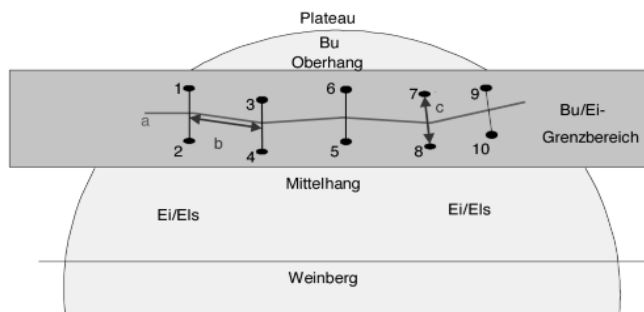 Plateau
Bu
Oberhang
1
3
6
7
9
a
b
c
2
4
5
8
10
Bu/Ei-
Grenzbereich
Mittelhang
Ei/Els
Ei/Els
Weinberg